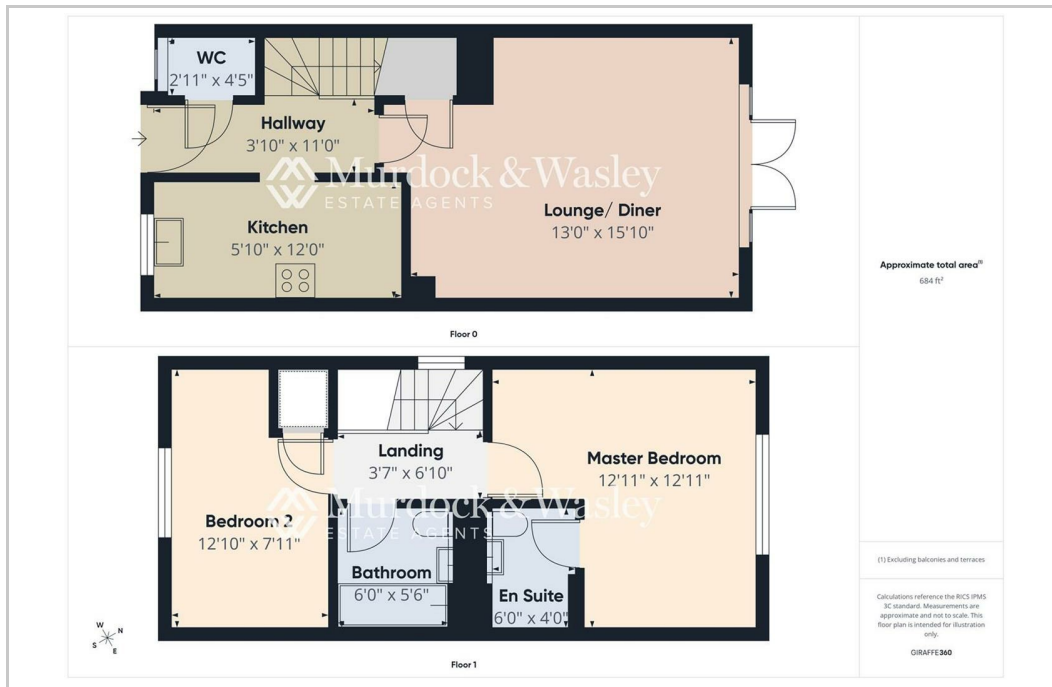 WC
2'11" x 4'5"
Hallway
3'10" x 11'0"
Murdock & Wasley
ESTATE AGENTS
Kitchen
5'10" x 12'0"
Lounge/ Diner
13'0" x 15'10"
Floor 0
Approximate total area(1)
684 ft²
Landing
3'7" x 6'10"
Master Bedroom
12'11" x 12'11"
Murdock & Wasley
ESTATE AGENTS
Bedroom 2
12'10" x 7'11"
Bathroom
6'0" x 5'6"
En Suite
6'0" x 4'0"
W
N
S
E
Floor 1
(1) Excluding balconies and terraces
Calculations reference the RICS IPMS
3C standard. Measurements are
approximate and not to scale. This
floor plan is intended for illustration
only.
GIRAFFE360